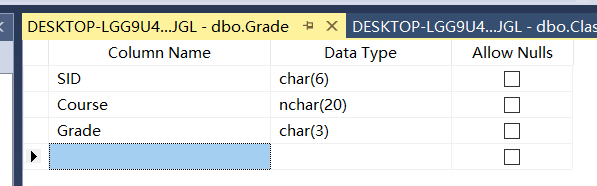 DESKTOP-LGG9U4...JGL - dbo.Grade DESKTOP-LGG9U4...JGL - dbo.Clas
Column Name Data Type Allow Nulls
SID char(6)
Course nchar(20)
Grade char(3)